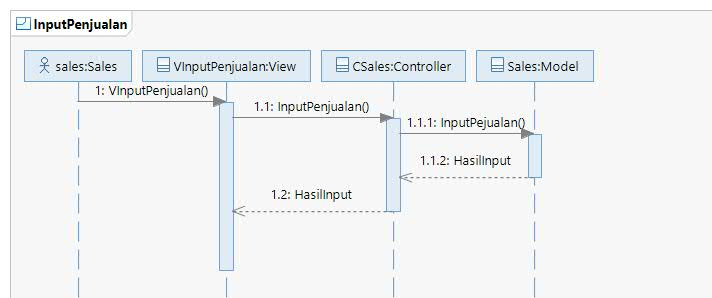 InputPenjualan
sales:Sales
VInputPenjualan:View
CSales:Controller
Sales:Model
1: VInputPenjualan()
1.1: InputPenjualan()
1.1.1: InputPejualan()
1.1.2: HasilInput
1.2: HasilInput